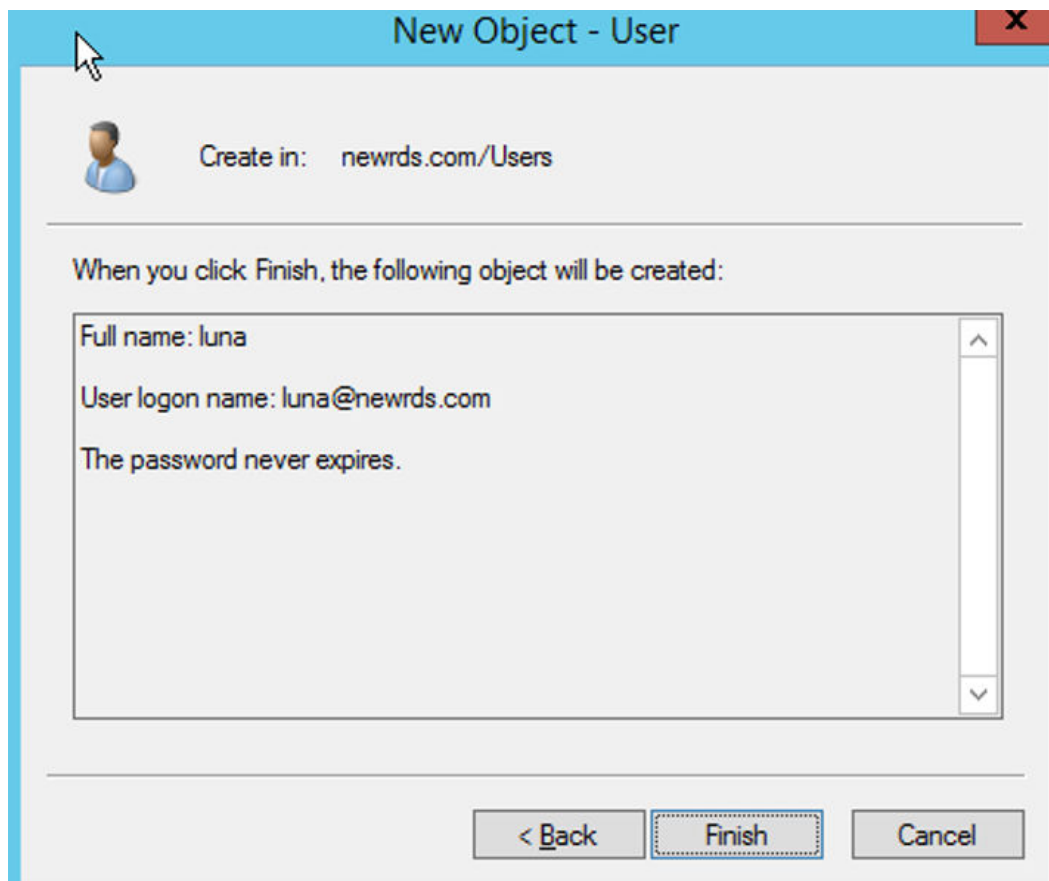 New Object - User
x
Create in: newrds.com/Users
When you click Finish, the following object will be created:
Full name: luna
User logon name: luna@newrds.com
The password never expires.
< Back Finish Cancel